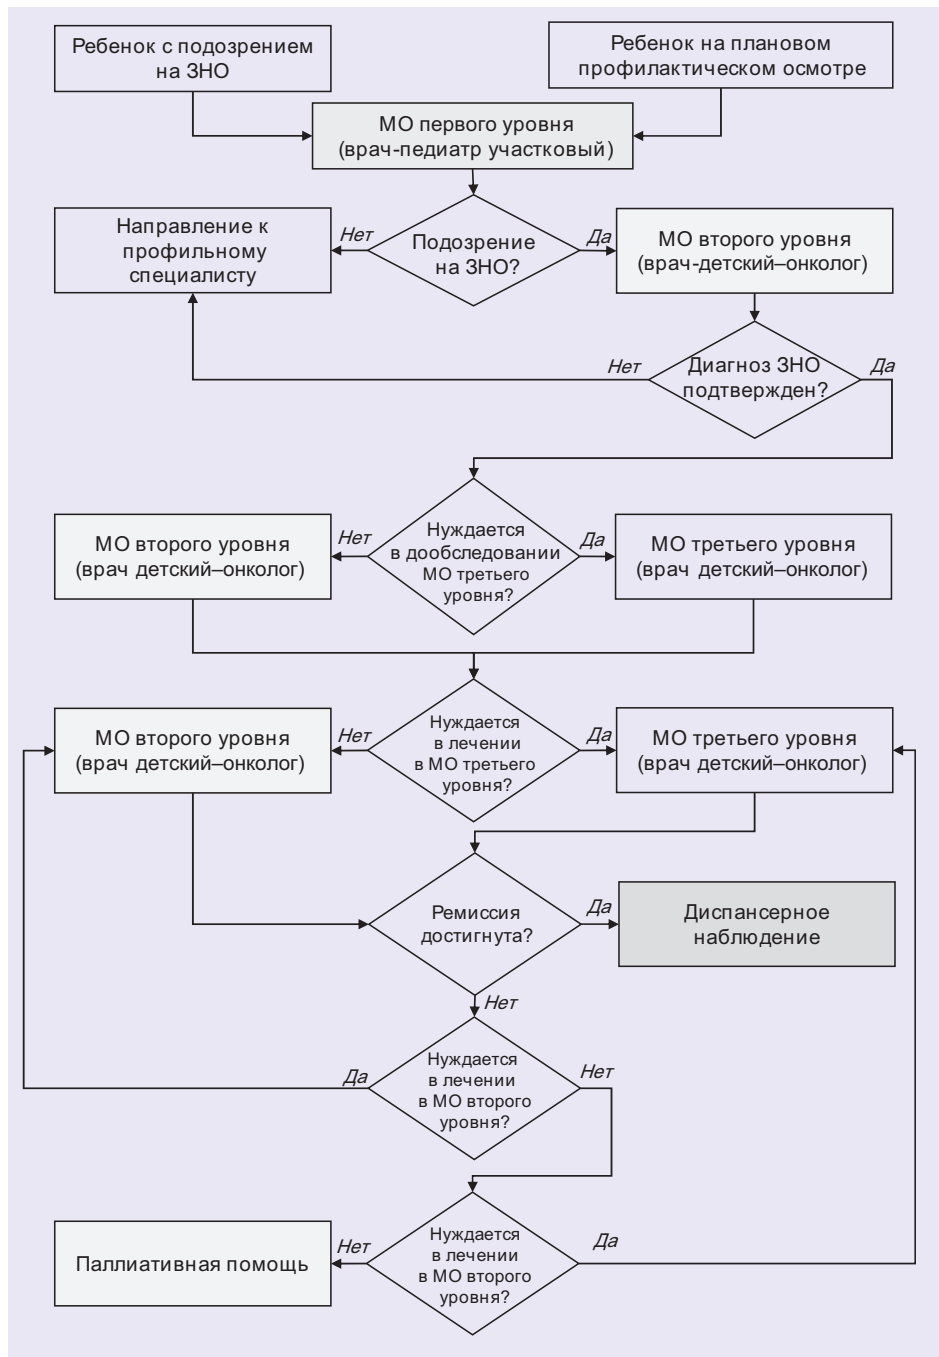 Ребенок с подозрением
на ЗНО
Ребенок на плановом
профилактическом осмотре
МО первого уровня
(врач-педиатр участковый)
Направление к
профильному
специалисту
Нет
Подозрение
на ЗНО?
Да
МО второго уровня
(врач-детский–онколог)
Нет
Диагноз ЗНО
подтвержден?
Да
МО второго уровня
(врач детский–онколог)
Нет
Нуждается
в дообследовании
МО третьего
уровня?
Да
МО третьего уровня
(врач детский–онколог)
МО второго уровня
(врач детский–онколог)
Нет
Нуждается
в лечении
в МО третьего
уровня?
Да
МО третьего уровня
(врач детский–онколог)
Ремиссия
достигнута?
Да
Диспансерное
наблюдение
Нет
Да
Нуждается
в лечении
в МО второго
уровня?
Нет
Паллиативная помощь
Нет
Нуждается
в лечении
в МО второго
уровня?
Да